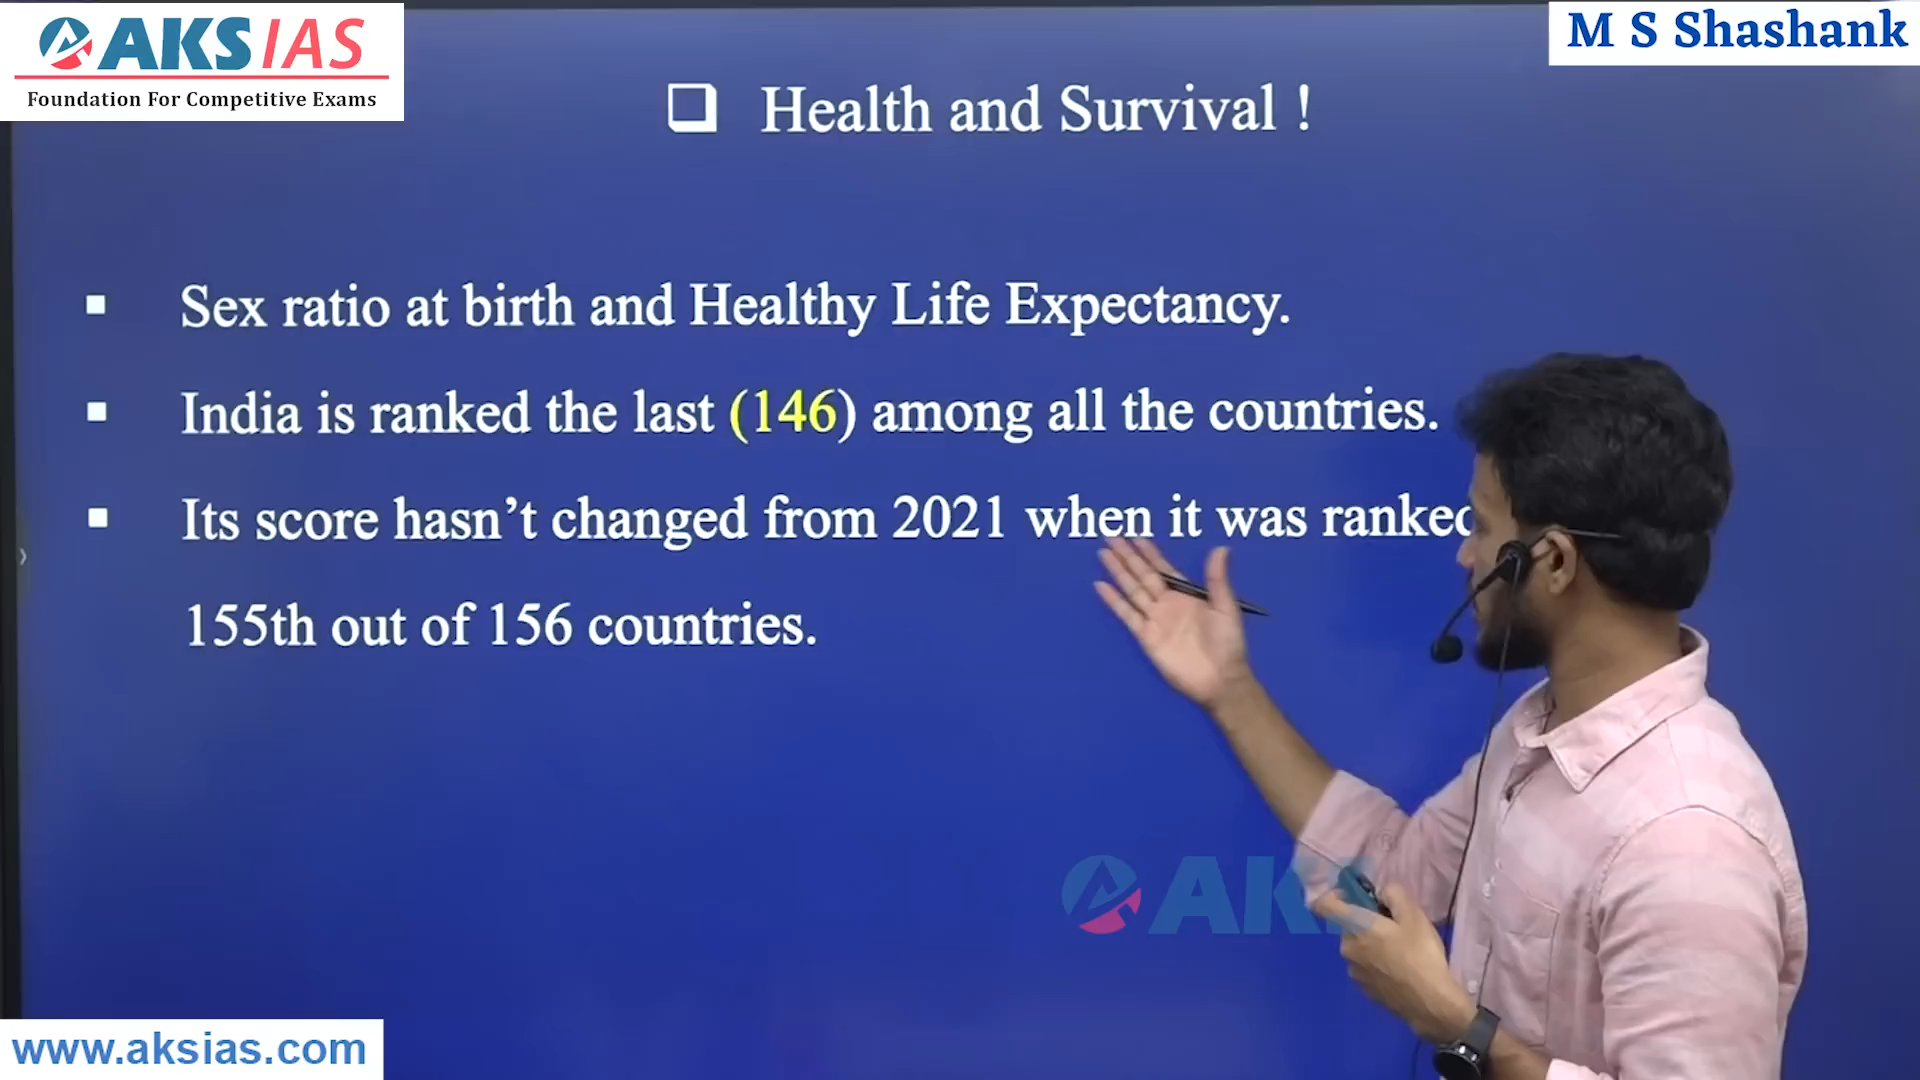 AKS IAS
Foundation For Competitive Exams
M S Shashank
Health and Survival !
Sex ratio at birth and Healthy Life Expectancy.
India is ranked the last (146) among all the countries.
Its score hasn’t changed from 2021 when it was ranked
155th out of 156 countries.
AKS
www.aksias.com